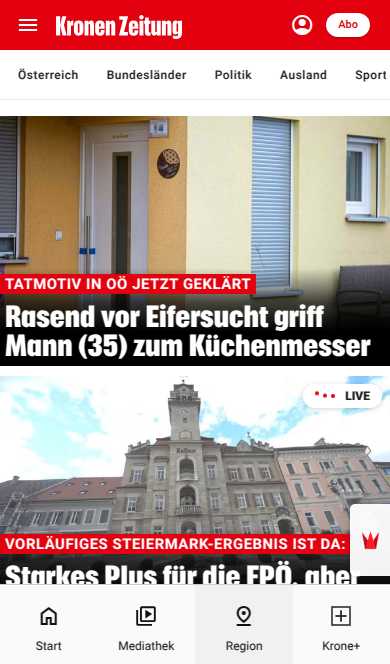 Kronen Zeitung
Abo
Österreich Bundesländer Politik Ausland Sport
TATMOTIV IN OÖ JETZT GEKLÄRT
Rasend vor Eifersucht griff
Mann (35) zum Küchenmesser
LIVE
VORLÄUFIGES STEIERMARK-ERGEBNIS IST DA:
Starkes Plus für die FPÖ, aber
Start Mediathek Region Krone+